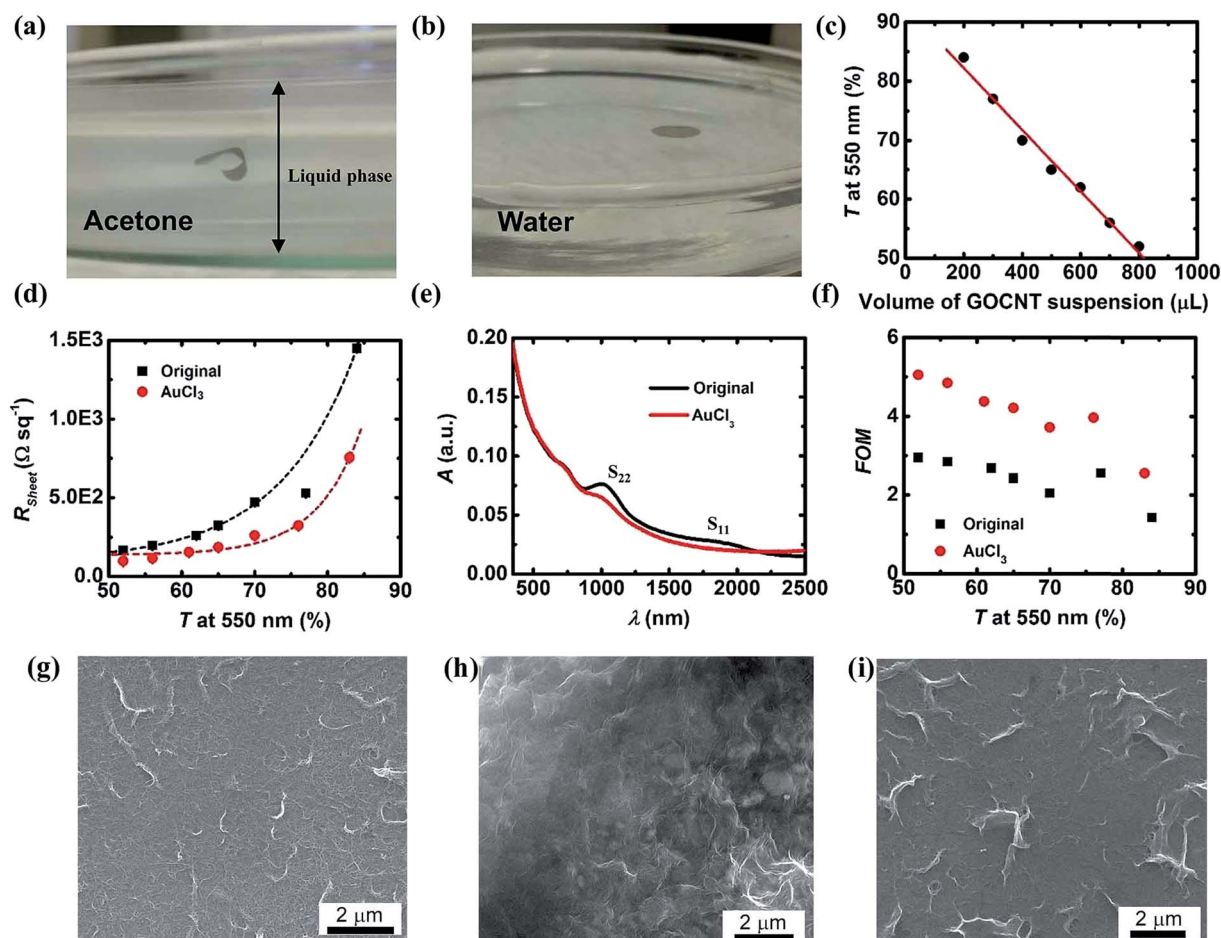 (a)
Liquid phase
Acetone
(b)
Water
(c)
T at 550 nm (%)
90
80
70
60
50
0 200 400 600 800 1000
Volume of GOCNT suspension (μL)
(d)
R_Sheet (Ω sq⁻¹)
1.5E3
1.0E3
5.0E2
0.0
Original
AuCl₃
50 60 70 80 90
T at 550 nm (%)
(e)
A (a.u.)
0.20
0.15
0.10
0.05
0.00
Original
AuCl₃
S₂₂
S₁₁
500 1000 1500 2000 2500
λ (nm)
(f)
FOM
6
4
2
0
Original
AuCl₃
50 60 70 80 90
T at 550 nm (%)
(g)
2 μm
(h)
2 μm
(i)
2 μm